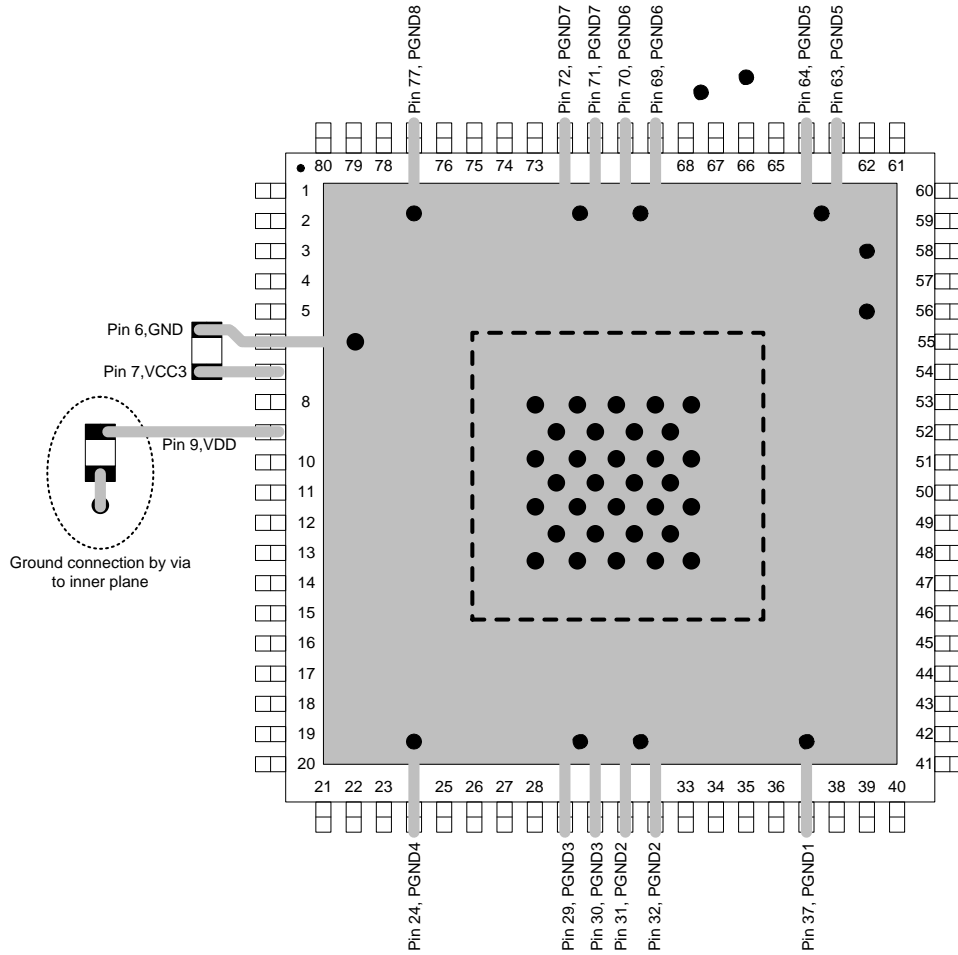 Pin 77, PGND8
Pin 72, PGND7
Pin 71, PGND7
Pin 70, PGND6
Pin 69, PGND6
Pin 64, PGND5
Pin 63, PGND5
80 79 78 76 75 74 73 68 67 66 65 62 61
1 60
2 59
3 58
4 57
5 56
Pin 6,GND 55
Pin 7,VCC3 54
8 53
Pin 9,VDD 52
10 51
11 50
12 49
13 48
Ground connection by via
to inner plane
14 47
15 46
16 45
17 44
18 43
19 42
20 41
21 22 23 25 26 27 28 33 34 35 36 38 39 40
Pin 24, PGND4
Pin 29, PGND3
Pin 30, PGND3
Pin 31, PGND2
Pin 32, PGND2
Pin 37, PGND1